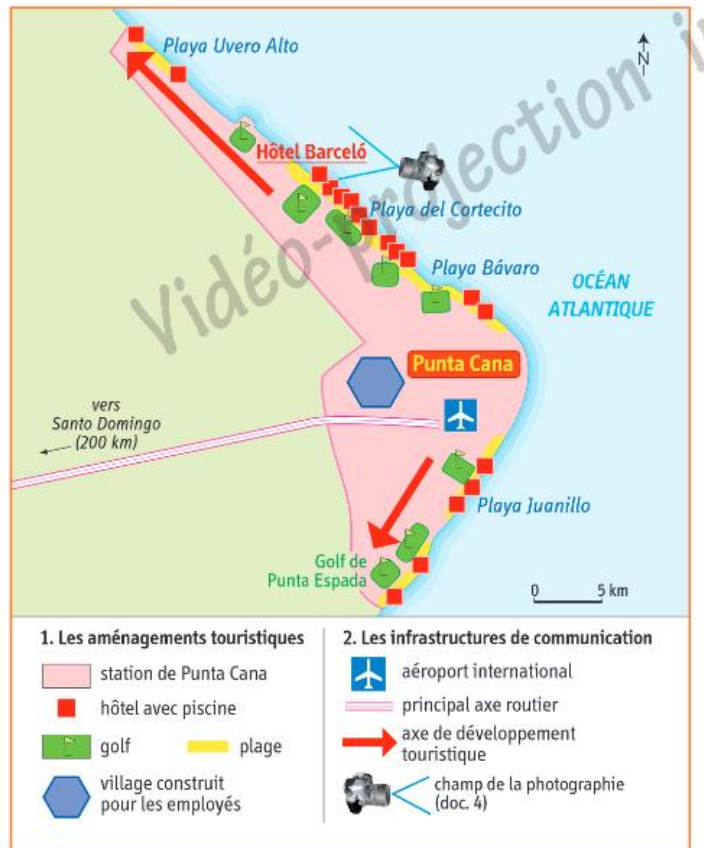 Playa Uvero Alto
N
Hôtel Barceló
Playa del Cortecito
Playa Bávaro
OCÉAN
ATLANTIQUE
Punta Cana
vers
Santo Domingo
(200 km)
Playa Juanillo
Golf de
Punta Espada
0 5 km
Vidéo-projection
1. Les aménagements touristiques
station de Punta Cana
hôtel avec piscine
golf
plage
village construit
pour les employés
2. Les infrastructures de communication
aéroport international
principal axe routier
axe de développement
touristique
champ de la photographie
(doc. 4)